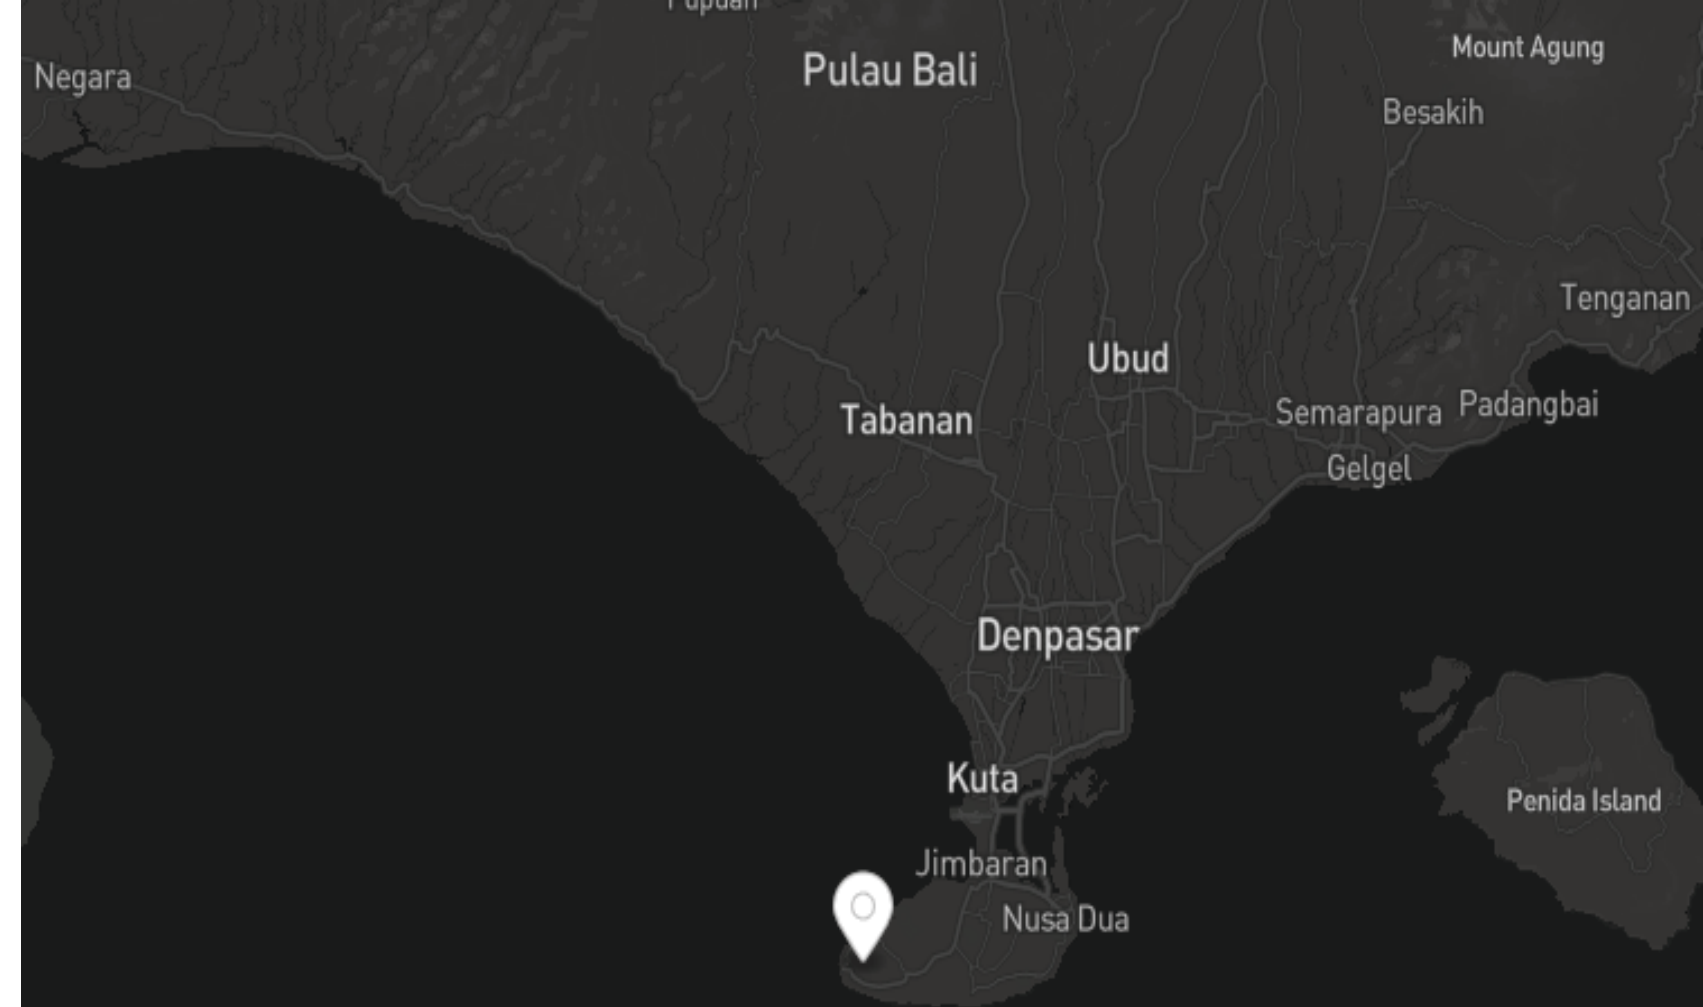 Pupuan
Negara
Pulau Bali
Mount Agung
Besakih
Tenganan
Ubud
Tabanan
Semarapura
Padangbai
Gelgel
Denpasar
Kuta
Penida Island
Jimbaran
Nusa Dua